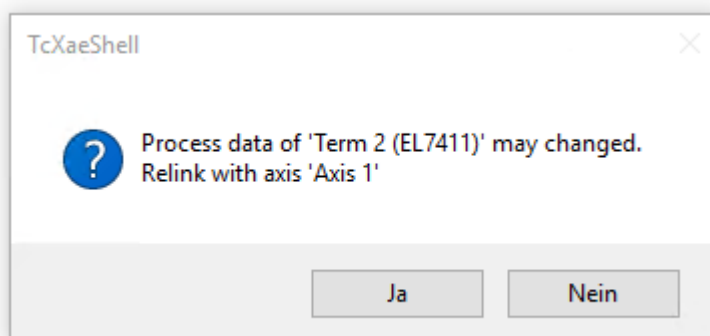 TcXaeShell
Process data of 'Term 2 (EL7411)' may changed.
Relink with axis 'Axis 1'
Ja
Nein